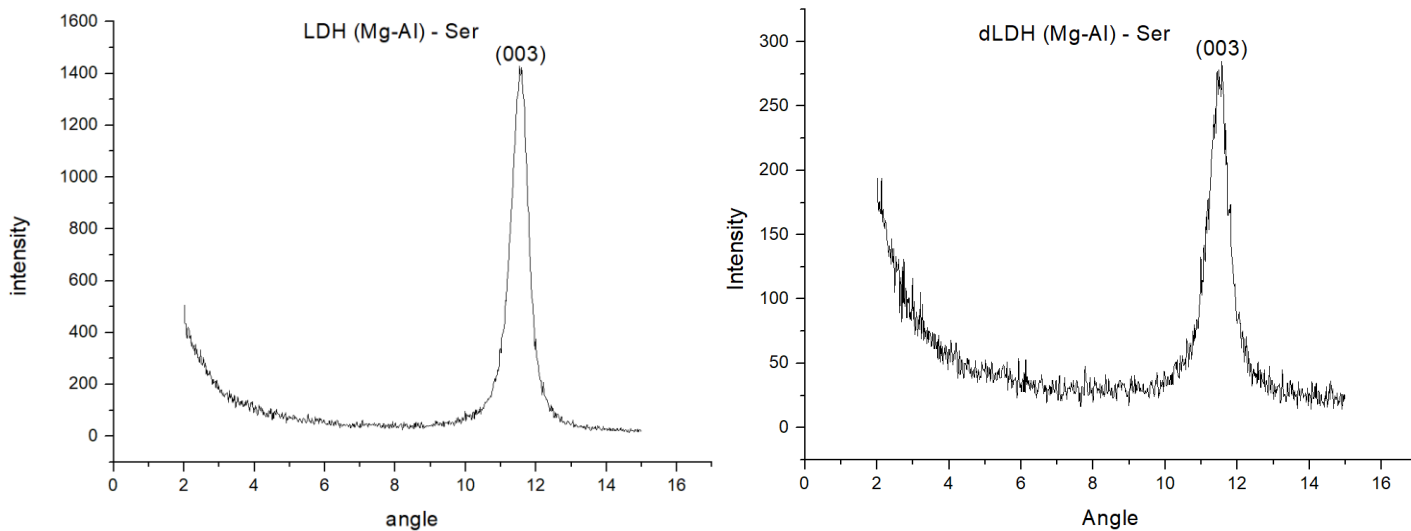 LDH (Mg-Al) - Ser
(003)
1600
1400
1200
1000
800
600
400
200
0
intensity
0 2 4 6 8 10 12 14 16
angle
dLDH (Mg-Al) - Ser
(003)
300
250
200
150
100
50
0
Intensity
0 2 4 6 8 10 12 14 16
Angle